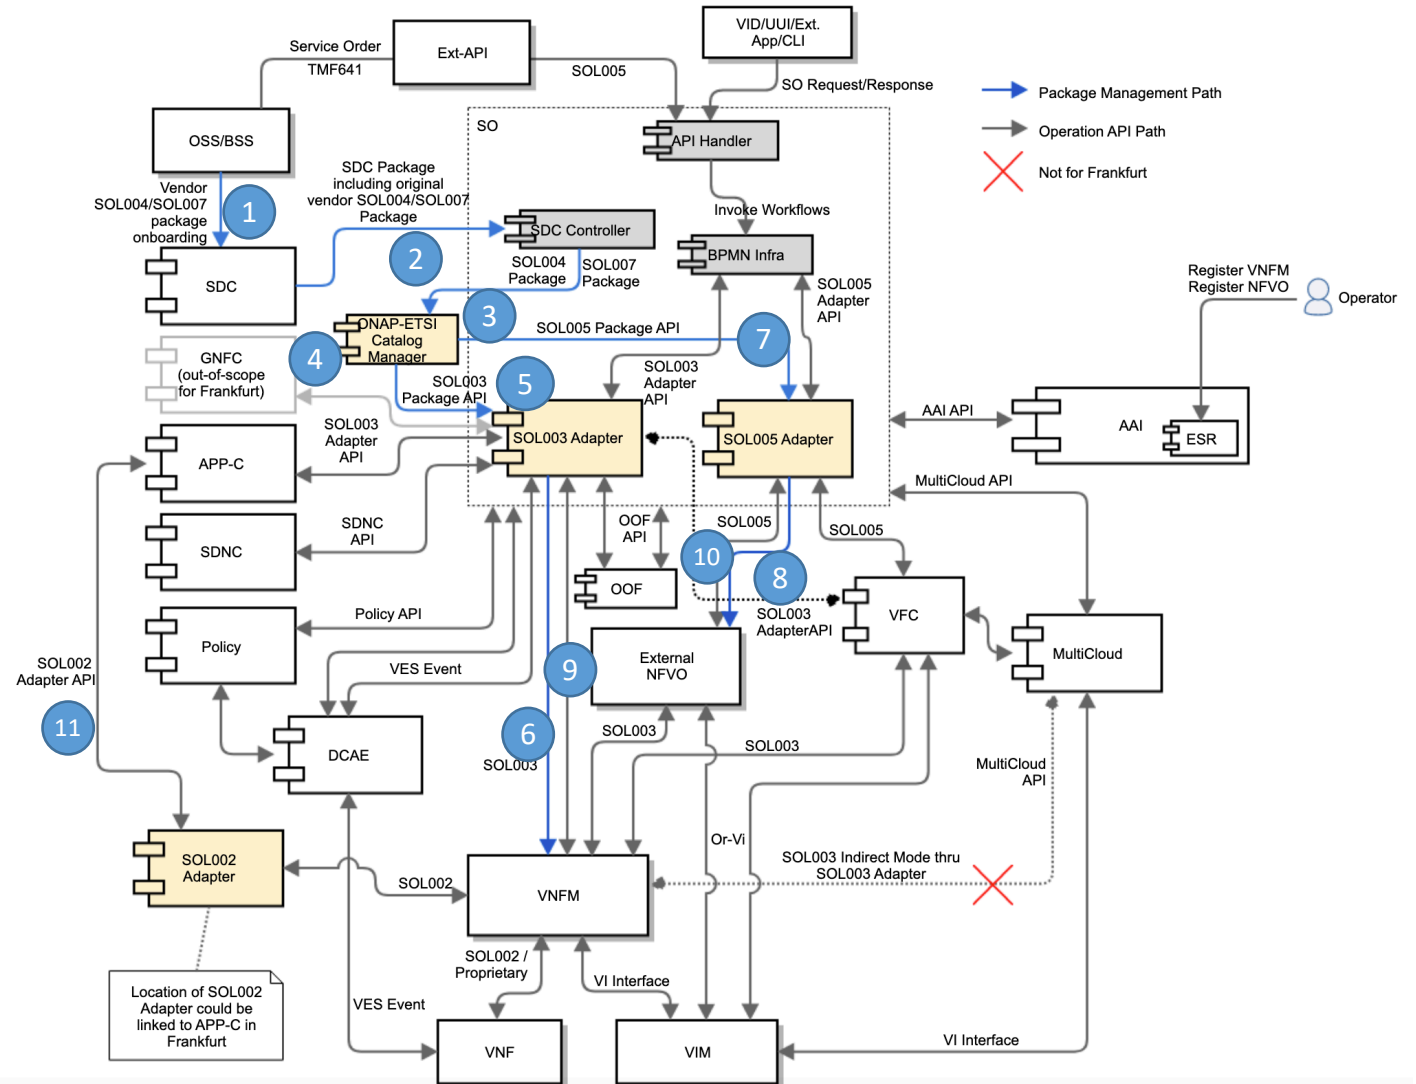 VID/UUI/Ext.
App/CLI
Service Order
TMF641
Ext-API
SOL005
SO Request/Response
Package Management Path
Operation API Path
Not for Frankfurt
OSS/BSS
SO
API Handler
SDC Package
including original
vendor SOL004/SOL007
Package
Vendor
SOL004/SOL007
package
onboarding
1
Invoke Workflows
SDC Controller
2
BPMN Infra
SOL004
Package
SOL007
Package
SDC
SOL005
Adapter
API
Register VNFM
Register NFVO
Operator
3
ONAP-ETSI
Catalog
Manager
SOL005 Package API
7
4
GNFC
(out-of-scope
for Frankfurt)
SOL003
Package API
5
SOL003
Adapter
API
SOL003
Adapter
API
SOL003 Adapter
SOL005 Adapter
AAI API
AAI
ESR
APP-C
MultiCloud API
SDNC
API
SDNC
OOF
API
SOL005
SOL005
10
8
OOF
SOL003
AdapterAPI
VFC
Policy API
Policy
VES Event
External
NFVO
MultiCloud
SOL002
Adapter API
9
11
6
SOL003
SOL003
SOL003
DCAE
MultiCloud
API
Or-Vi
SOL002
Adapter
SOL002
VNFM
SOL003 Indirect Mode thru
SOL003 Adapter
SOL002 /
Proprietary
VI Interface
Location of SOL002
Adapter could be
linked to APP-C in
Frankfurt
VES Event
VNF
VIM
VI Interface